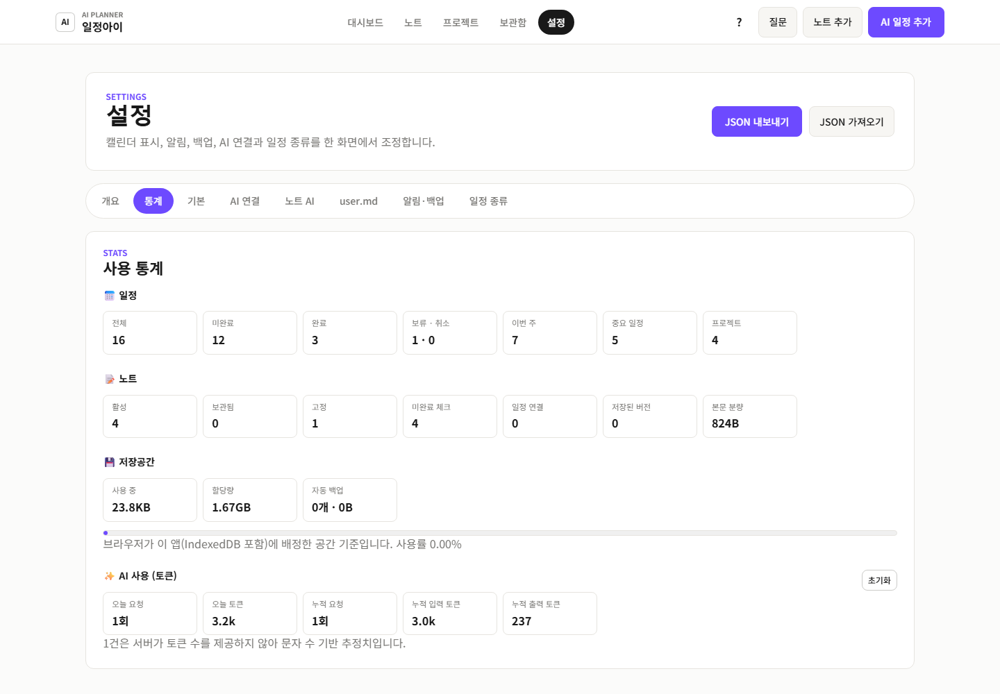 AI
AI PLANNER
일정아이
대시보드
노트
프로젝트
보관함
설정
?
질문
노트 추가
AI 일정 추가
SETTINGS
설정
캘린더 표시, 알림, 백업, AI 연결과 일정 종류를 한 화면에서 조정합니다.
JSON 내보내기
JSON 가져오기
개요
통계
기본
AI 연결
노트 AI
user.md
알림·백업
일정 종류
STATS
사용 통계
일정
전체
16
미완료
12
완료
3
보류 · 취소
1 · 0
이번 주
7
중요 일정
5
프로젝트
4
노트
활성
4
보관됨
0
고정
1
미완료 체크
4
일정 연결
0
저장된 버전
0
본문 분량
824B
저장공간
사용 중
23.8KB
할당량
1.67GB
자동 백업
0개 · 0B
브라우저가 이 앱(IndexedDB 포함)에 배정한 공간 기준입니다. 사용률 0.00%
AI 사용 (토큰)
초기화
오늘 요청
1회
오늘 토큰
3.2k
누적 요청
1회
누적 입력 토큰
3.0k
누적 출력 토큰
237
1건은 서버가 토큰 수를 제공하지 않아 문자 수 기반 추정치입니다.